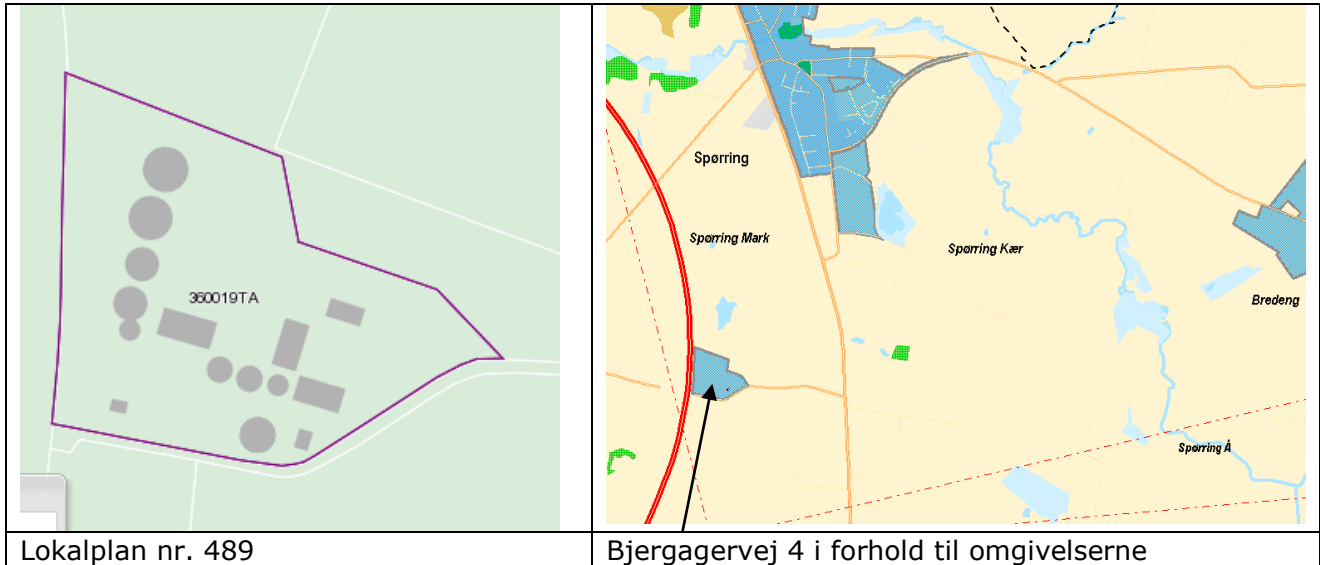 360019TA
Spørring
Spørring Mark
Spørring Kær
Bredeng
Spørring Å
Lokalplan nr. 489
Bjergagervej 4 i forhold til omgivelserne